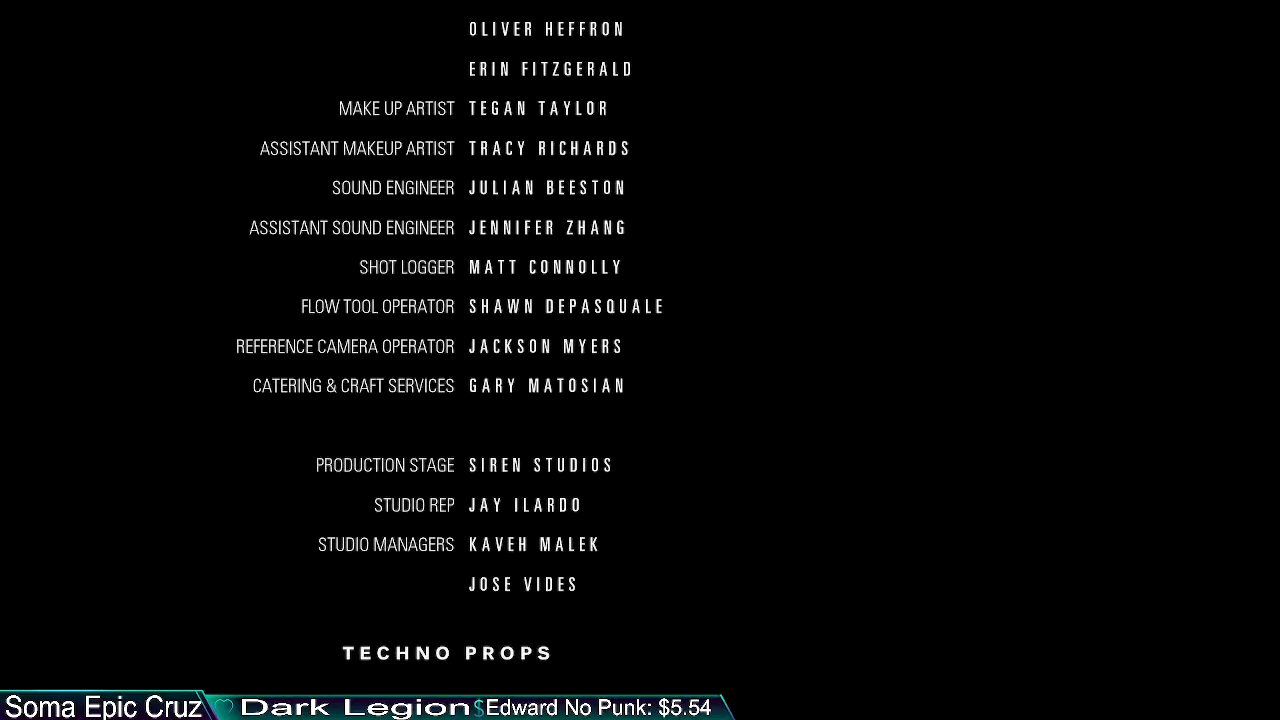 OLIVER HEFFRON
ERIN FITZGERALD
MAKE UP ARTIST TEGAN TAYLOR
ASSISTANT MAKEUP ARTIST TRACY RICHARDS
SOUND ENGINEER JULIAN BEESTON
ASSISTANT SOUND ENGINEER JENNIFER ZHANG
SHOT LOGGER MATT CONNOLLY
FLOW TOOL OPERATOR SHAWN DEPASQUALE
REFERENCE CAMERA OPERATOR JACKSON MYERS
CATERING & CRAFT SERVICES GARY MATOSIAN
PRODUCTION STAGE SIREN STUDIOS
STUDIO REP JAY ILARDO
STUDIO MANAGERS KAVEH MALEK
JOSE VIDES
TECHNO PROPS
Soma Epic Cruz ♡ Dark Legion $ Edward No Punk: $5.54